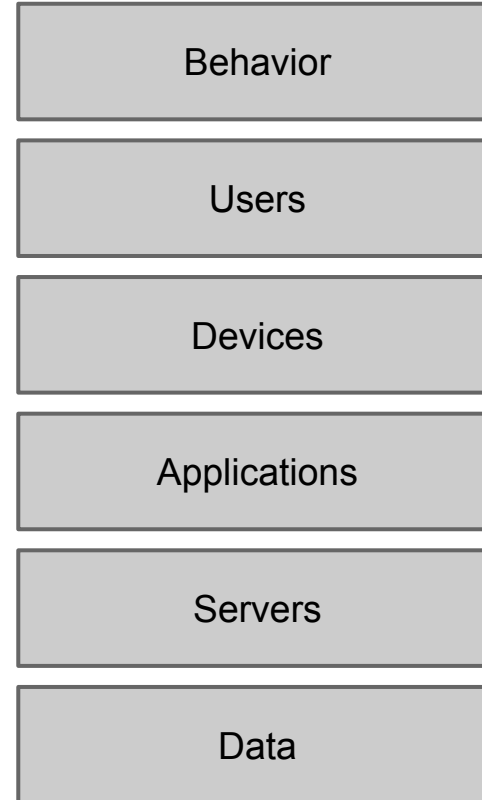 Behavior
Users
Devices
Applications
Servers
Data